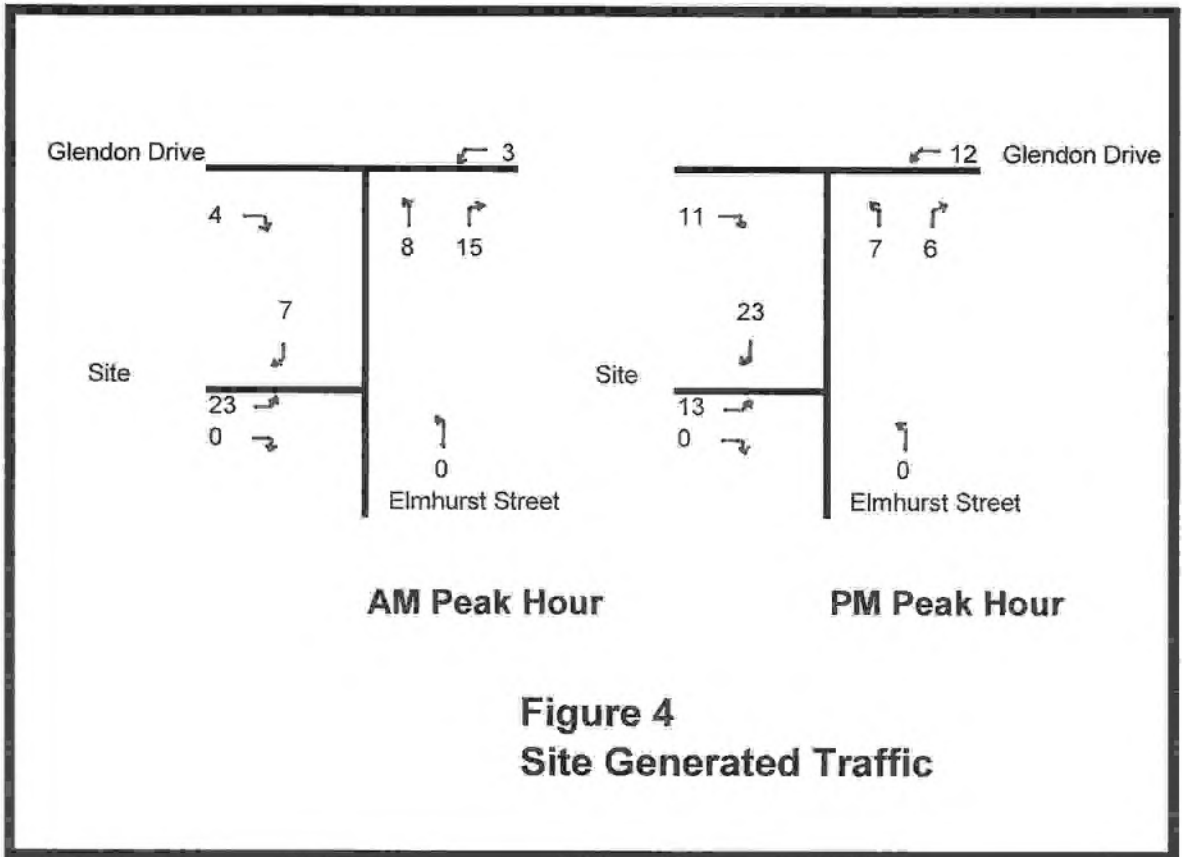 Glendon Drive 3 12 Glendon Drive
4 8 15 11 7 6
7 23
Site Site
23 13
0 0
0 0
Elmhurst Street Elmhurst Street
AM Peak Hour PM Peak Hour
Figure 4
Site Generated Traffic